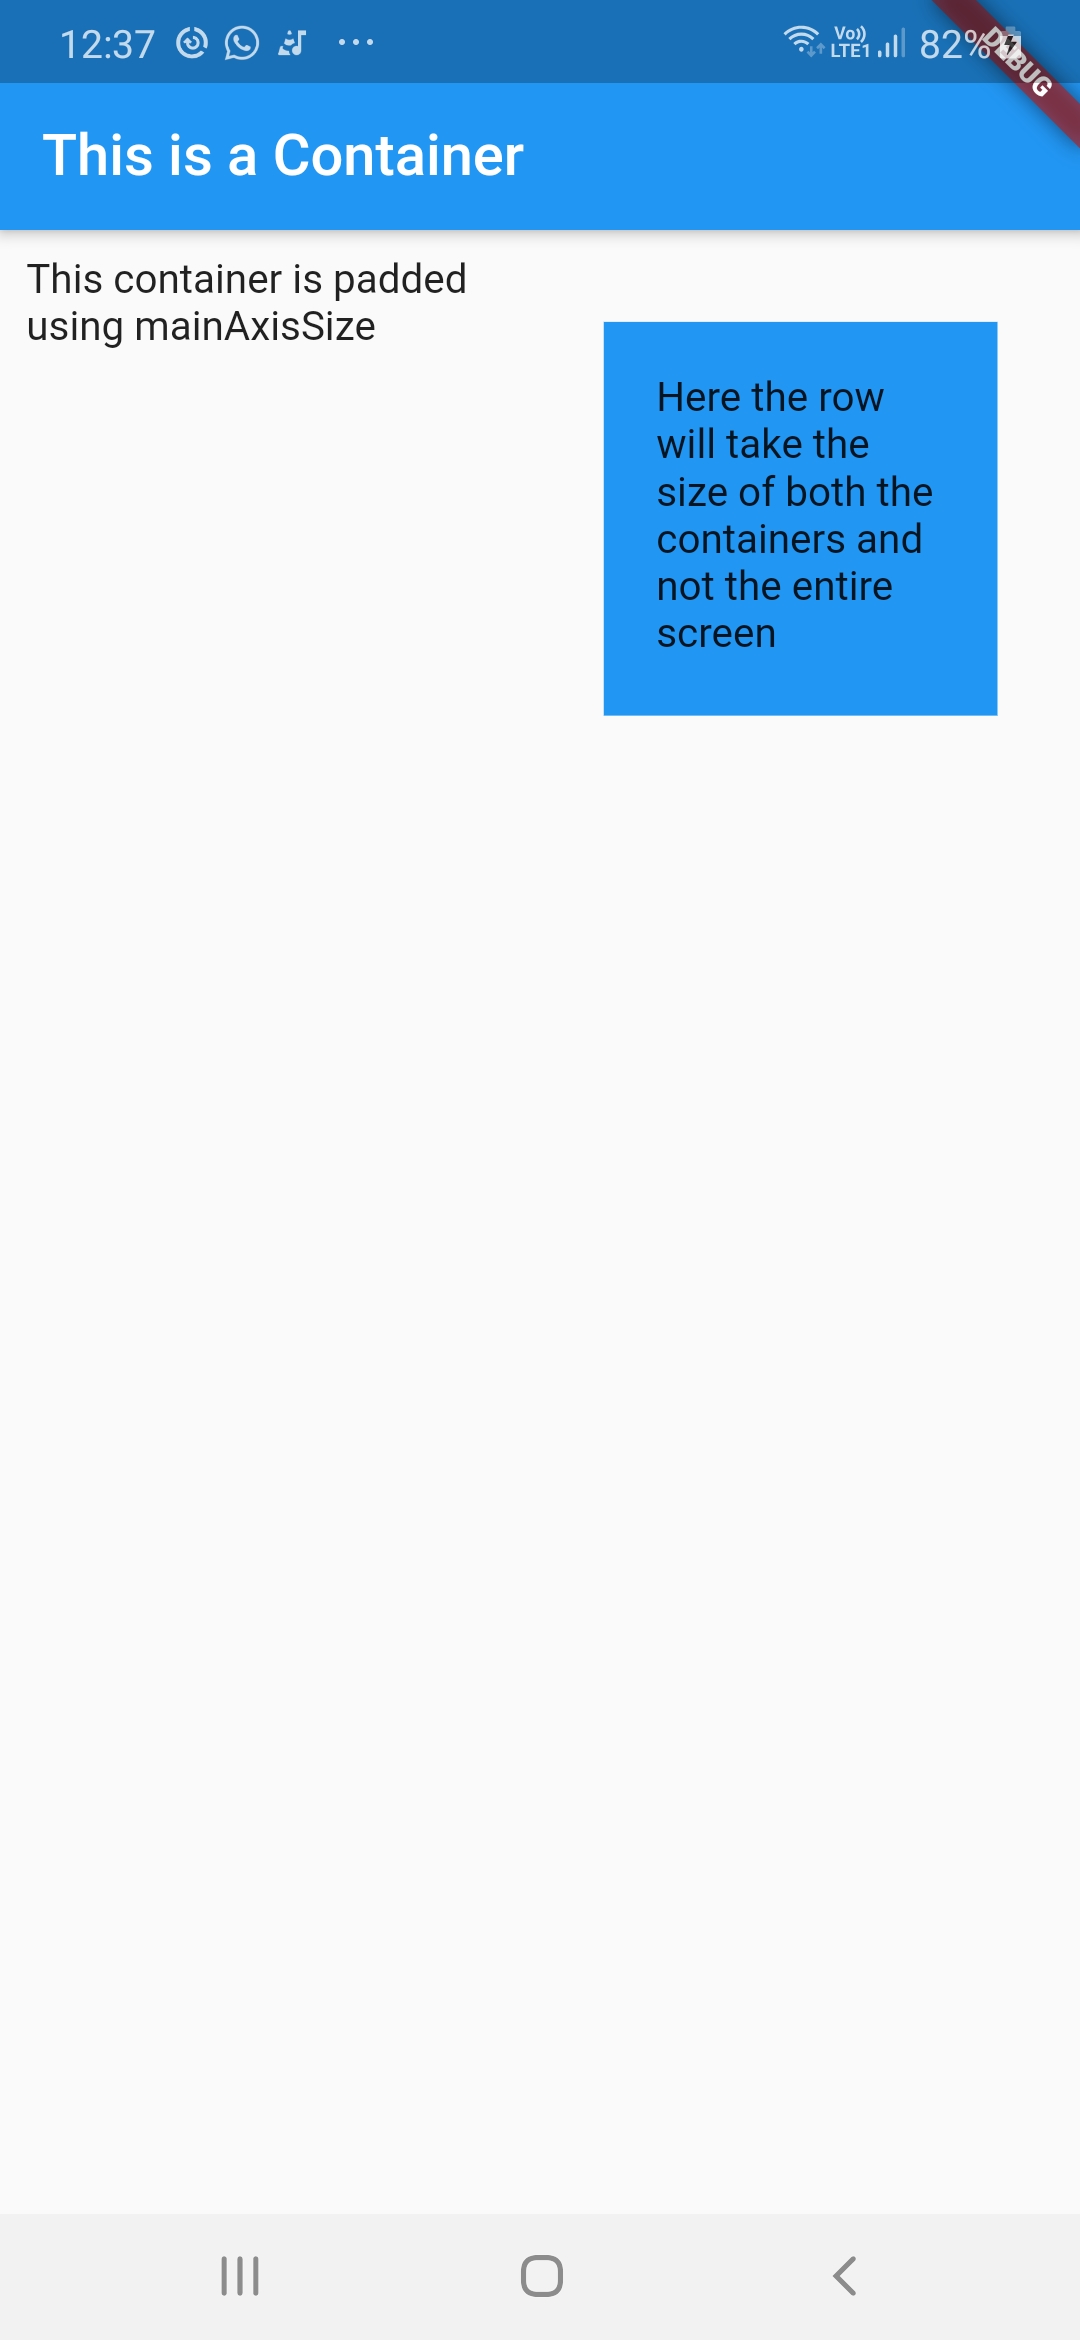 12:37
Vo)) LTE1 82%
DEBUG
This is a Container
This container is padded
using mainAxisSize
Here the row
will take the
size of both the
containers and
not the entire
screen